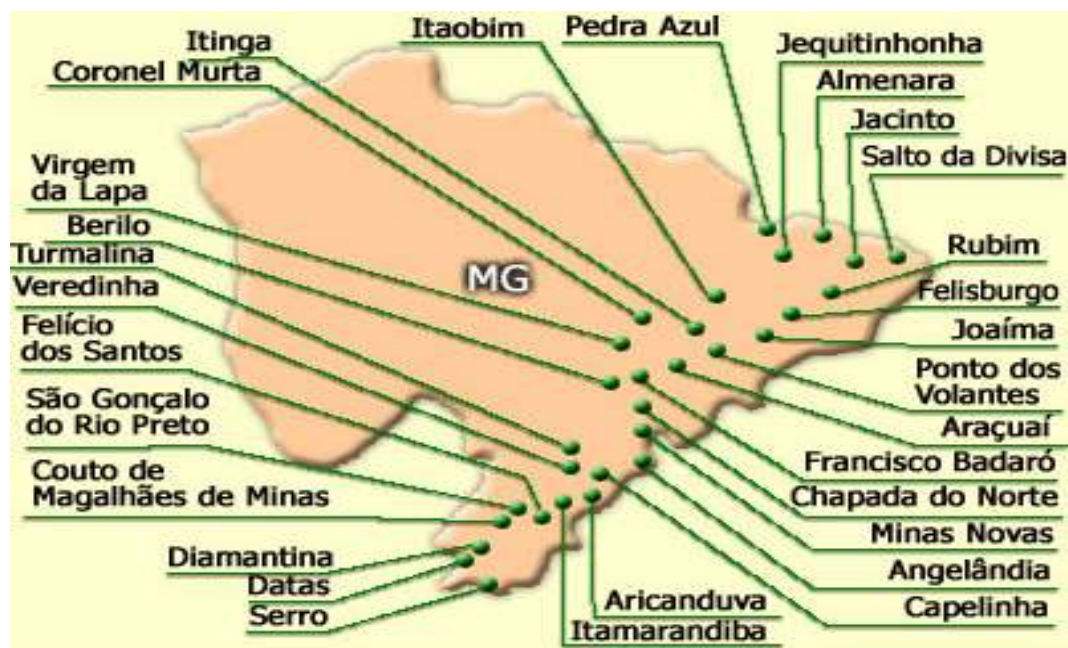 Itaobim
Pedra Azul
Itinga
Coronel Murta
Jequitinhonha
Almenara
Jacinto
Salto da Divisa
Virgem
da Lapa
Berilo
Turmalina
Veredinha
Felício
dos Santos
São Gonçalo
do Rio Preto
Couto de
Magalhães de Minas
Diamantina
Datas
Serro
MG
Rubim
Felisburgo
Joaíma
Ponto dos
Volantes
Araçuaí
Francisco Badaró
Chapada do Norte
Minas Novas
Angelândia
Capelinha
Aricanduva
Itamarandiba